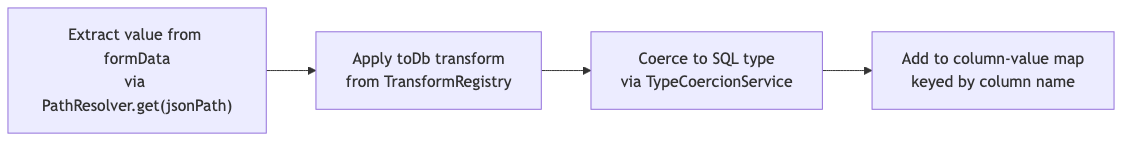 Extract value from
formData
via
PathResolver.get(jsonPath)
Apply toDb transform
from TransformRegistry
Coerce to SQL type
via TypeCoercionService
Add to column-value map
keyed by column name